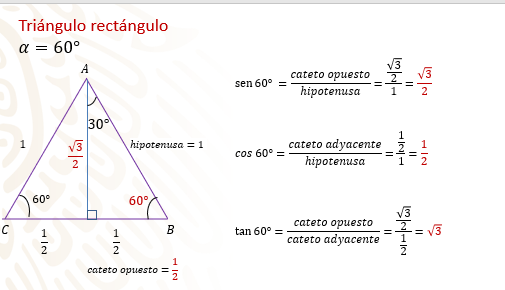 Triángulo rectángulo
α = 60°
A
30°
1
√3/2
hipotenusa = 1
60°
60°
C
1/2
1/2
B
cateto opuesto = 1/2
sen 60° = cateto opuesto/hipotenusa = (√3/2)/1 = √3/2
cos 60° = cateto adyacente/hipotenusa = (1/2)/1 = 1/2
tan 60° = cateto opuesto/cateto adyacente = (√3/2)/(1/2) = √3